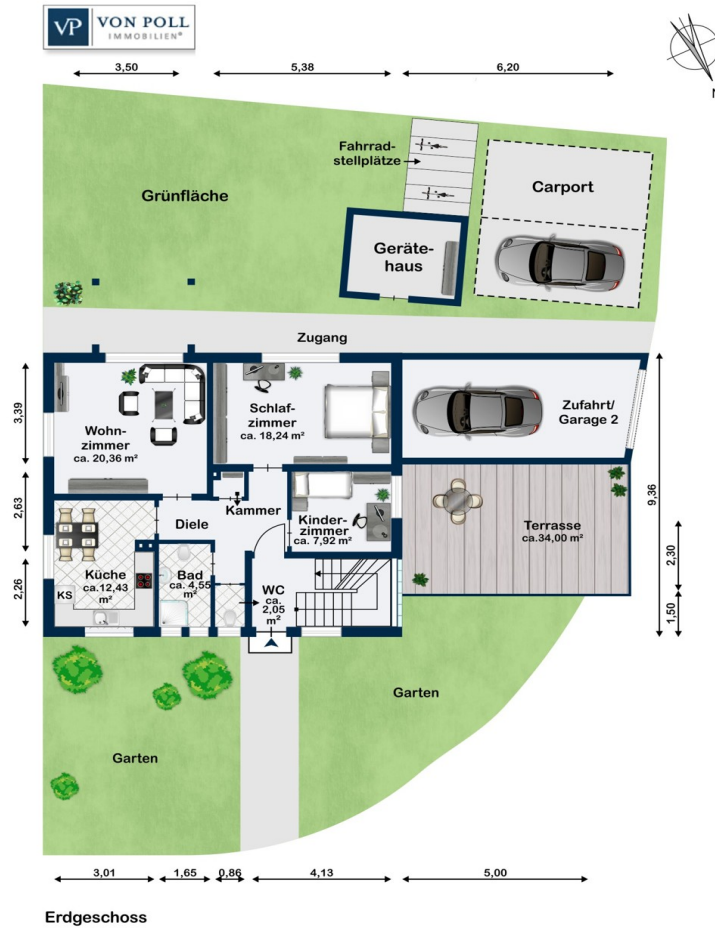 VP VON POLL
IMMOBILIEN®
3,50 5,38 6,20
N
Fahrrad-
stellplätze
Grünfläche
Carport
Geräte-
haus
Zugang
3,39
2,63
2,26
Wohn-
zimmer
ca. 20,36 m²
Schlaf-
zimmer
ca. 18,24 m²
Zufahrt/
Garage 2
Kammer
Diele
Kinder-
zimmer
ca. 7,92 m²
Terrasse
ca.34,00 m²
9,36
2,30
1,50
Küche
ca.12,43
m²
KS
Bad
ca. 4,55
m²
WC
ca.
2,05
m²
Garten
Garten
3,01 1,65 0,86 4,13 5,00
Erdgeschoss